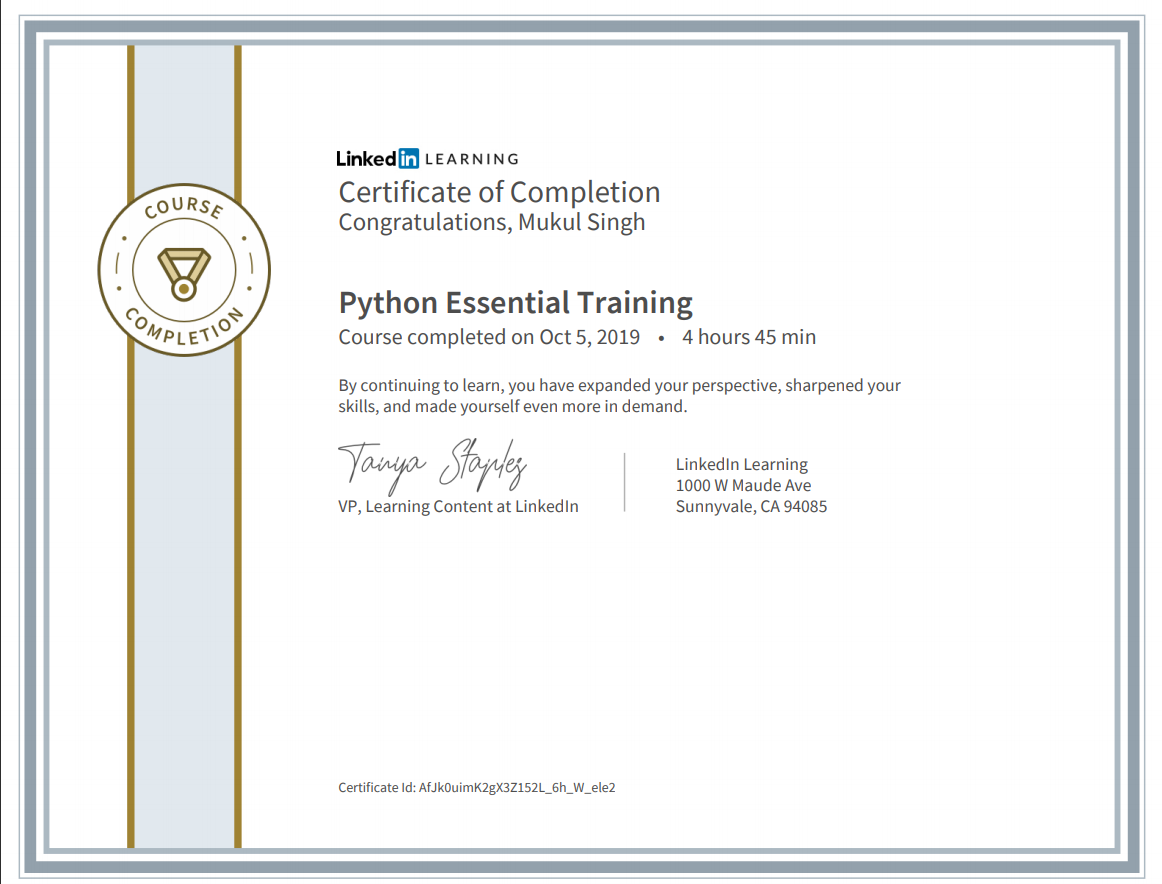 COURSE
COMPLETION
Linked in LEARNING
Certificate of Completion
Congratulations, Mukul Singh
Python Essential Training
Course completed on Oct 5, 2019 • 4 hours 45 min
By continuing to learn, you have expanded your perspective, sharpened your
skills, and made yourself even more in demand.
Tanya Staples
VP, Learning Content at LinkedIn
LinkedIn Learning
1000 W Maude Ave
Sunnyvale, CA 94085
Certificate Id: AfJk0uimK2gX3Z152L_6h_W_ele2